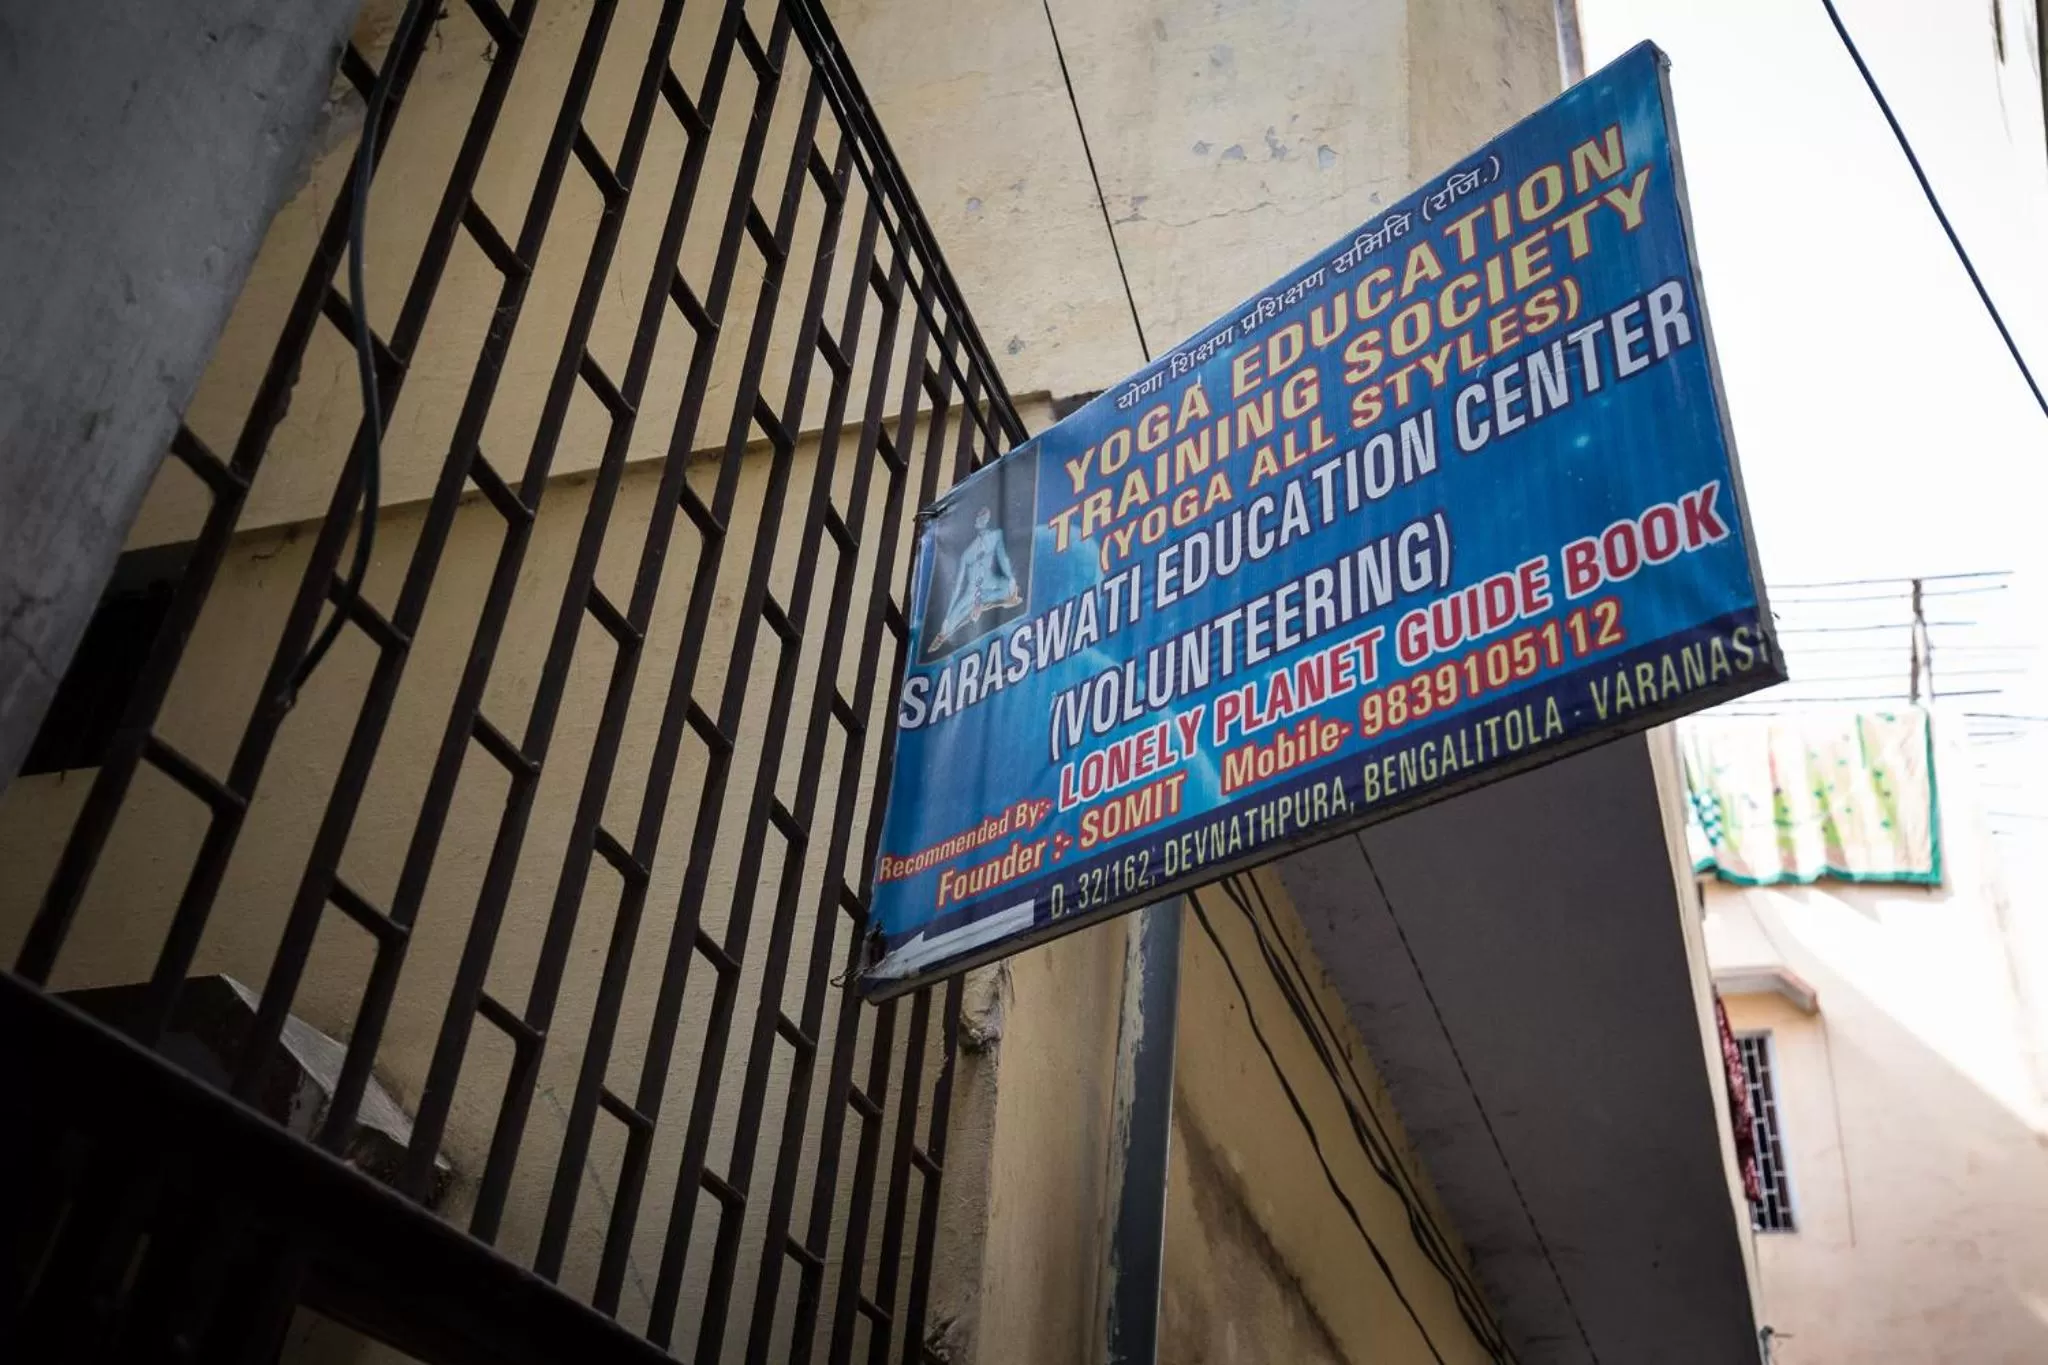 योगा शिक्षण प्रशिक्षण समिति (रजि.)
YOGA EDUCATION
TRAINING SOCIETY
(YOGA ALL STYLES)
SARASWATI EDUCATION CENTER
(VOLUNTEERING)
Recommended By:- LONELY PLANET GUIDE BOOK
Founder :- SOMIT Mobile- 9839105112
D. 32/162, DEVNATHPURA, BENGALITOLA - VARANASI